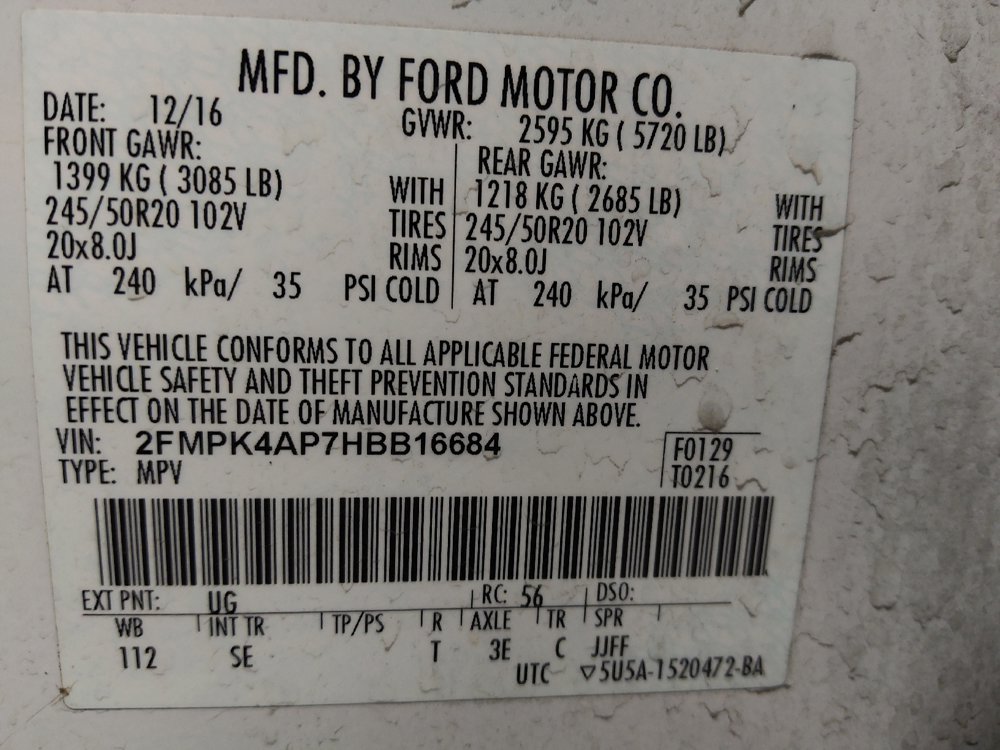 MFD. BY FORD MOTOR CO.
DATE: 12/16 GVWR: 2595 KG ( 5720 LB)
FRONT GAWR: REAR GAWR:
1399 KG ( 3085 LB) WITH 1218 KG ( 2685 LB) WITH
245/50R20 102V TIRES 245/50R20 102V TIRES
20x8.0J RIMS 20x8.0J RIMS
AT 240 kPa/ 35 PSI COLD AT 240 kPa/ 35 PSI COLD
THIS VEHICLE CONFORMS TO ALL APPLICABLE FEDERAL MOTOR
VEHICLE SAFETY AND THEFT PREVENTION STANDARDS IN
EFFECT ON THE DATE OF MANUFACTURE SHOWN ABOVE.
VIN: 2FMPK4AP7HBB16684 F0129
TYPE: MPV T0216
EXT PNT: UG RC: 56 DSO:
WB INT TR TP/PS R AXLE TR SPR
112 SE T 3E C JJFF
UTC ▽5U5A-1520472-BA